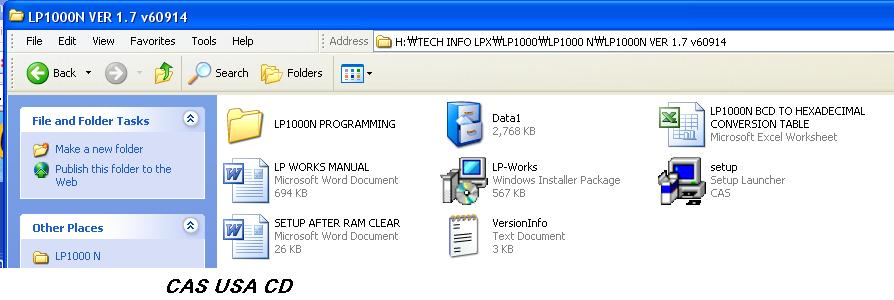 LP1000N VER 1.7 v60914
File Edit View Favorites Tools Help Address H:₩TECH INFO LPX₩LP1000₩LP1000 N₩LP1000N VER 1.7 v60914
Back Search Folders
File and Folder Tasks
Make a new folder
Publish this folder to the
Web
Other Places
LP1000 N
LP1000N PROGRAMMING
Data1
2,768 KB
LP1000N BCD TO HEXADECIMAL
CONVERSION TABLE
Microsoft Excel Worksheet
LP WORKS MANUAL
Microsoft Word Document
694 KB
LP-Works
Windows Installer Package
567 KB
setup
Setup Launcher
CAS
SETUP AFTER RAM CLEAR
Microsoft Word Document
26 KB
VersionInfo
Text Document
3 KB
CAS USA CD